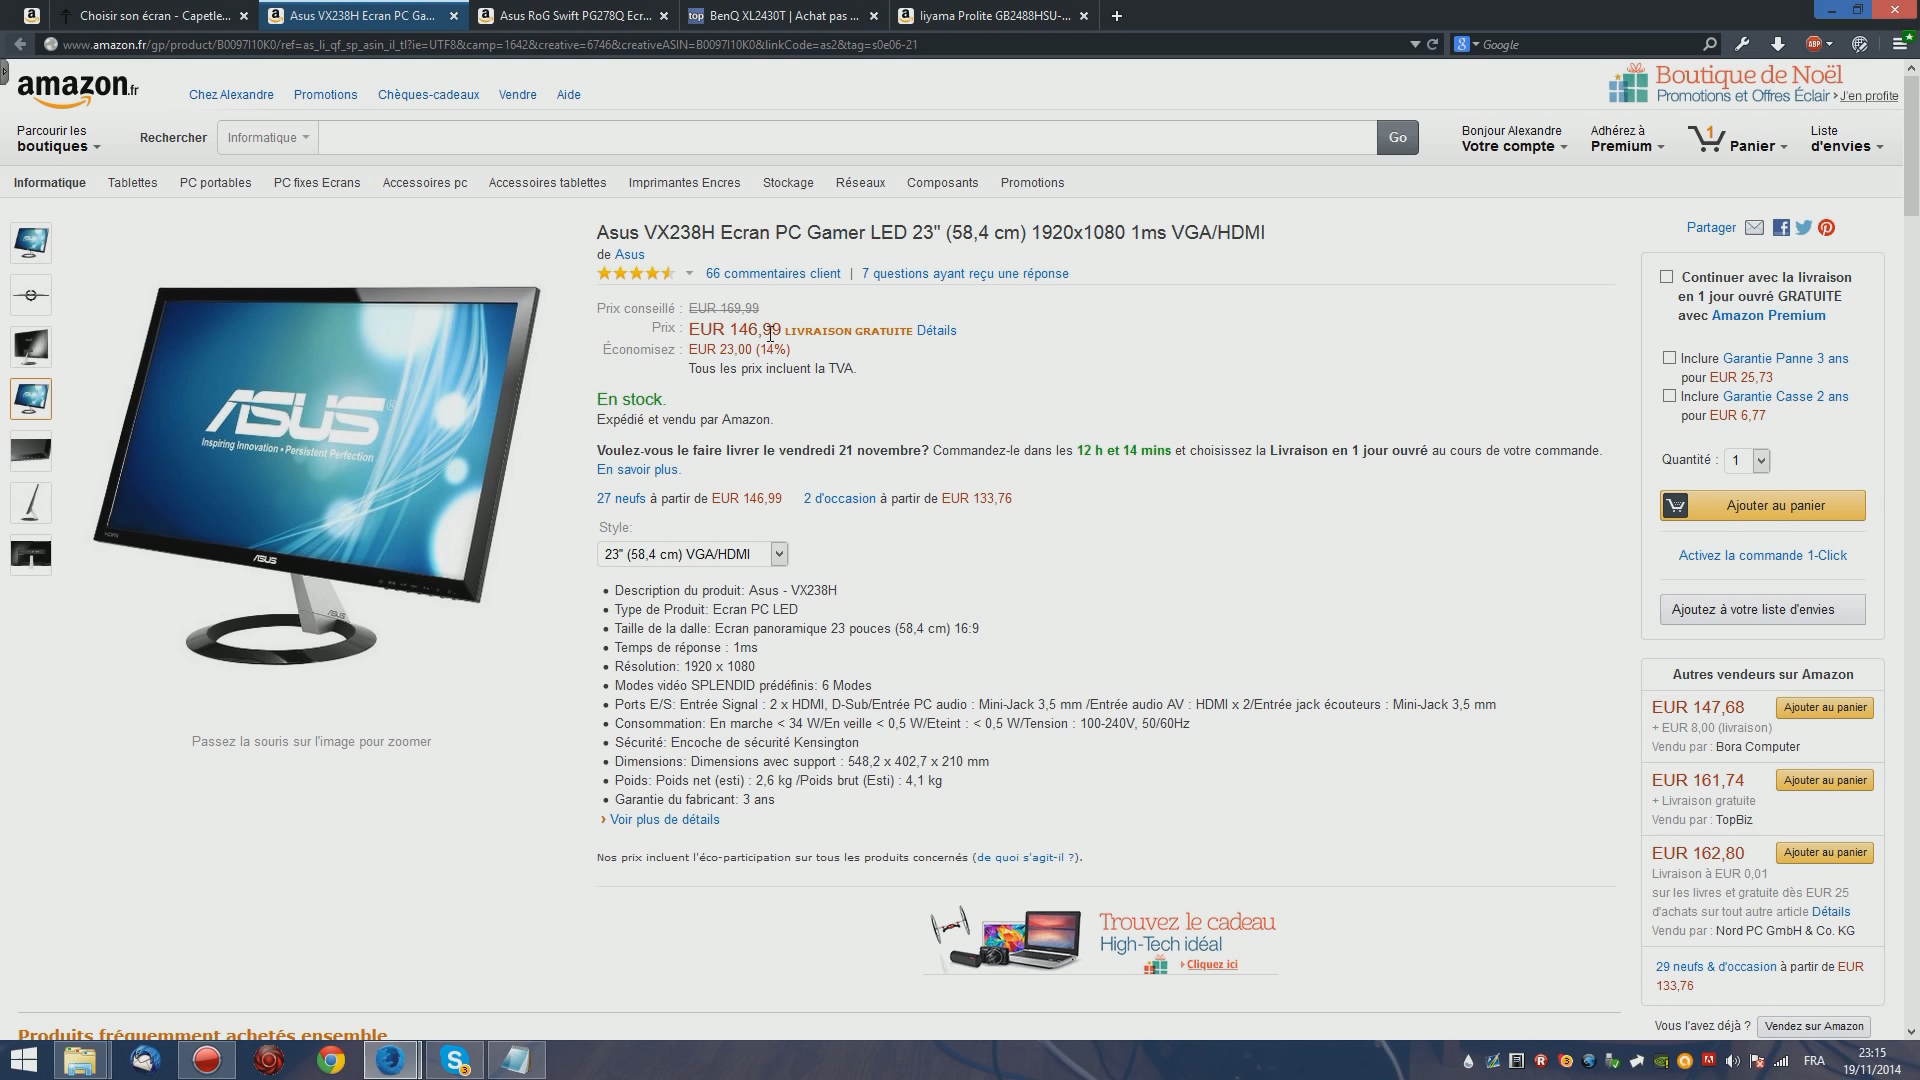 Choisir son écran - Capetle...
Asus VX238H Ecran PC Ga...
Asus RoG Swift PG278Q Ecr...
top BenQ XL2430T | Achat pas ...
Iiyama Prolite GB2488HSU-...
www.amazon.fr/gp/product/B0097I10K0/ref=as_li_qf_sp_asin_il_tl?ie=UTF8&camp=1642&creative=6746&creativeASIN=B0097I10K0&linkCode=as2&tag=s0e06-21
Google
ABP
amazon.fr
Chez Alexandre Promotions Chèques-cadeaux Vendre Aide
Boutique de Noël
Promotions et Offres Éclair › J'en profite
Parcourir les
boutiques
Rechercher Informatique Go
Bonjour Alexandre
Votre compte
Adhérez à
Premium
1 Panier
Liste
d'envies
Informatique Tablettes PC portables PC fixes Ecrans Accessoires pc Accessoires tablettes Imprimantes Encres Stockage Réseaux Composants Promotions
ASUS
Inspiring Innovation • Persistent Perfection
HDMI
ASUS
ASUS
Passez la souris sur l'image pour zoomer
Asus VX238H Ecran PC Gamer LED 23" (58,4 cm) 1920x1080 1ms VGA/HDMI
de Asus
66 commentaires client | 7 questions ayant reçu une réponse
Prix conseillé : EUR 169,99
Prix : EUR 146,99 LIVRAISON GRATUITE Détails
Économisez : EUR 23,00 (14%)
Tous les prix incluent la TVA.
En stock.
Expédié et vendu par Amazon.
Voulez-vous le faire livrer le vendredi 21 novembre? Commandez-le dans les 12 h et 14 mins et choisissez la Livraison en 1 jour ouvré au cours de votre commande.
En savoir plus.
27 neufs à partir de EUR 146,99 2 d'occasion à partir de EUR 133,76
Style:
23" (58,4 cm) VGA/HDMI
• Description du produit: Asus - VX238H
• Type de Produit: Ecran PC LED
• Taille de la dalle: Ecran panoramique 23 pouces (58,4 cm) 16:9
• Temps de réponse : 1ms
• Résolution: 1920 x 1080
• Modes vidéo SPLENDID prédéfinis: 6 Modes
• Ports E/S: Entrée Signal : 2 x HDMI, D-Sub/Entrée PC audio : Mini-Jack 3,5 mm /Entrée audio AV : HDMI x 2/Entrée jack écouteurs : Mini-Jack 3,5 mm
• Consommation: En marche < 34 W/En veille < 0,5 W/Eteint : < 0,5 W/Tension : 100-240V, 50/60Hz
• Sécurité: Encoche de sécurité Kensington
• Dimensions: Dimensions avec support : 548,2 x 402,7 x 210 mm
• Poids: Poids net (esti) : 2,6 kg /Poids brut (Esti) : 4,1 kg
• Garantie du fabricant: 3 ans
› Voir plus de détails
Nos prix incluent l'éco-participation sur tous les produits concernés (de quoi s'agit-il ?).
Trouvez le cadeau
High-Tech idéal
Cliquez ici
Partager
Continuer avec la livraison
en 1 jour ouvré GRATUITE
avec Amazon Premium
Inclure Garantie Panne 3 ans
pour EUR 25,73
Inclure Garantie Casse 2 ans
pour EUR 6,77
Quantité : 1
Ajouter au panier
Activez la commande 1-Click
Ajoutez à votre liste d'envies
Autres vendeurs sur Amazon
EUR 147,68 Ajouter au panier
+ EUR 8,00 (livraison)
Vendu par : Bora Computer
EUR 161,74 Ajouter au panier
+ Livraison gratuite
Vendu par : TopBiz
EUR 162,80 Ajouter au panier
Livraison à EUR 0,01
sur les livres et gratuite dès EUR 25
d'achats sur tout autre article Détails
Vendu par : Nord PC GmbH & Co. KG
29 neufs & d'occasion à partir de EUR
133,76
Vous l'avez déjà ? Vendez sur Amazon
Produits fréquemment achetés ensemble
FRA
23:15
19/11/2014